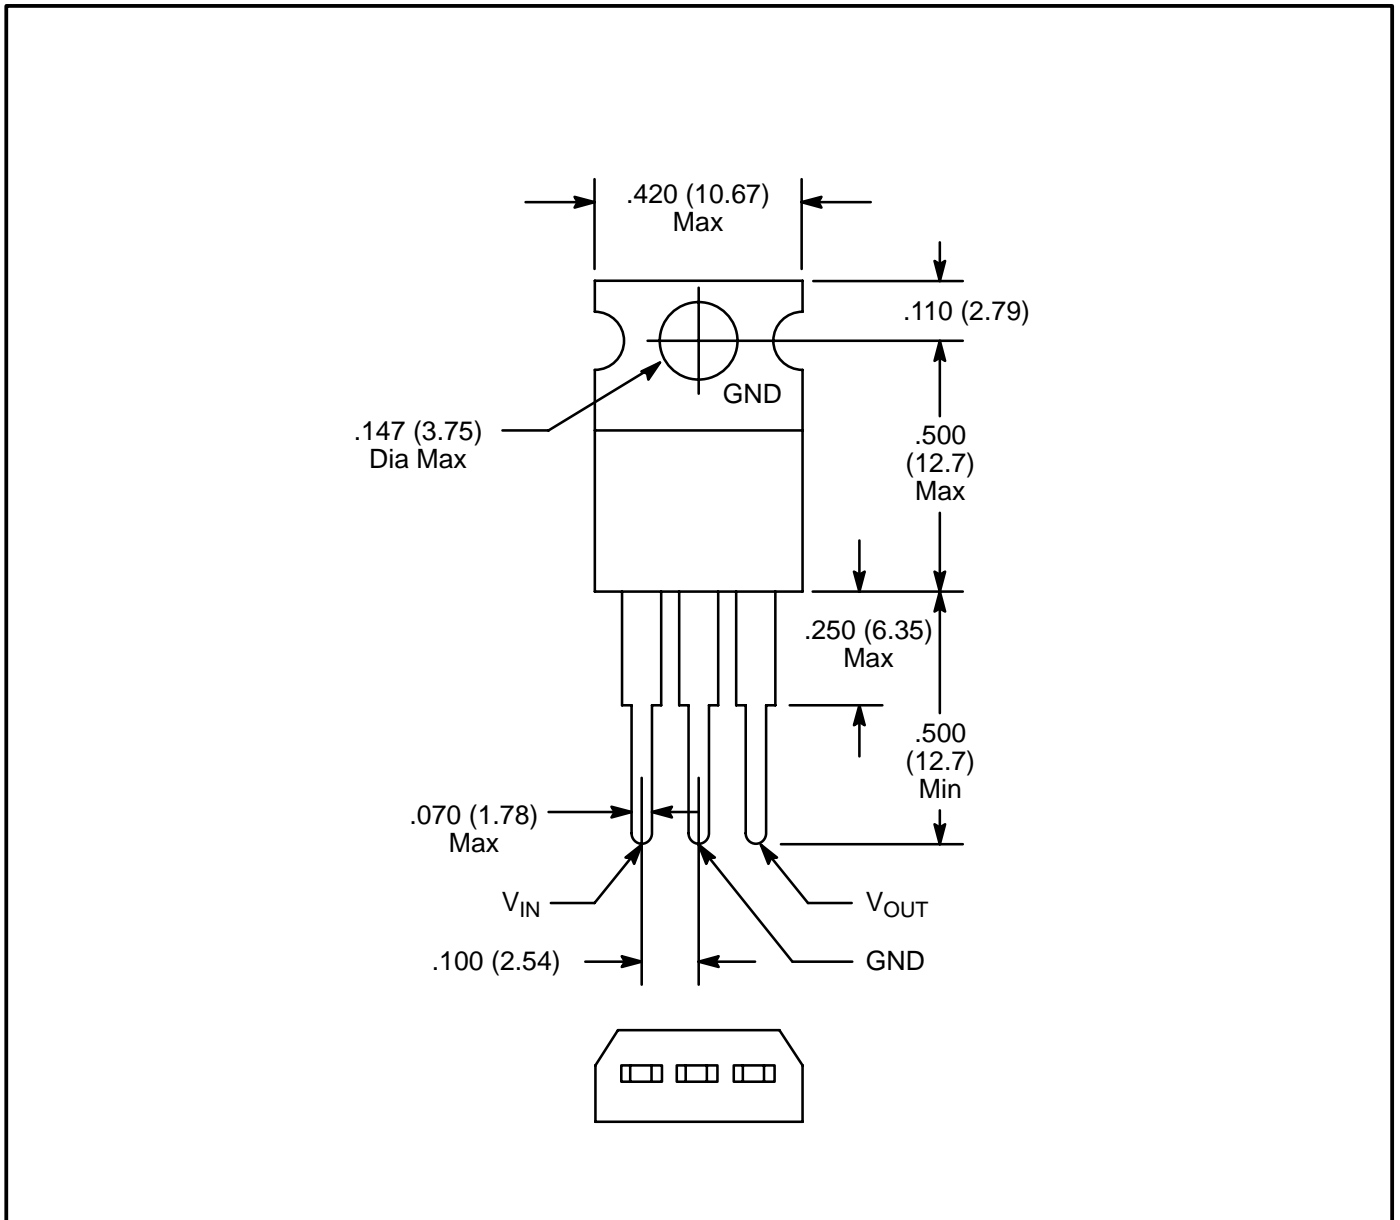 .420 (10.67)
Max
.110 (2.79)
GND
.147 (3.75)
Dia Max
.500
(12.7)
Max
.250 (6.35)
Max
.500
(12.7)
Min
.070 (1.78)
Max
VIN
VOUT
.100 (2.54)
GND